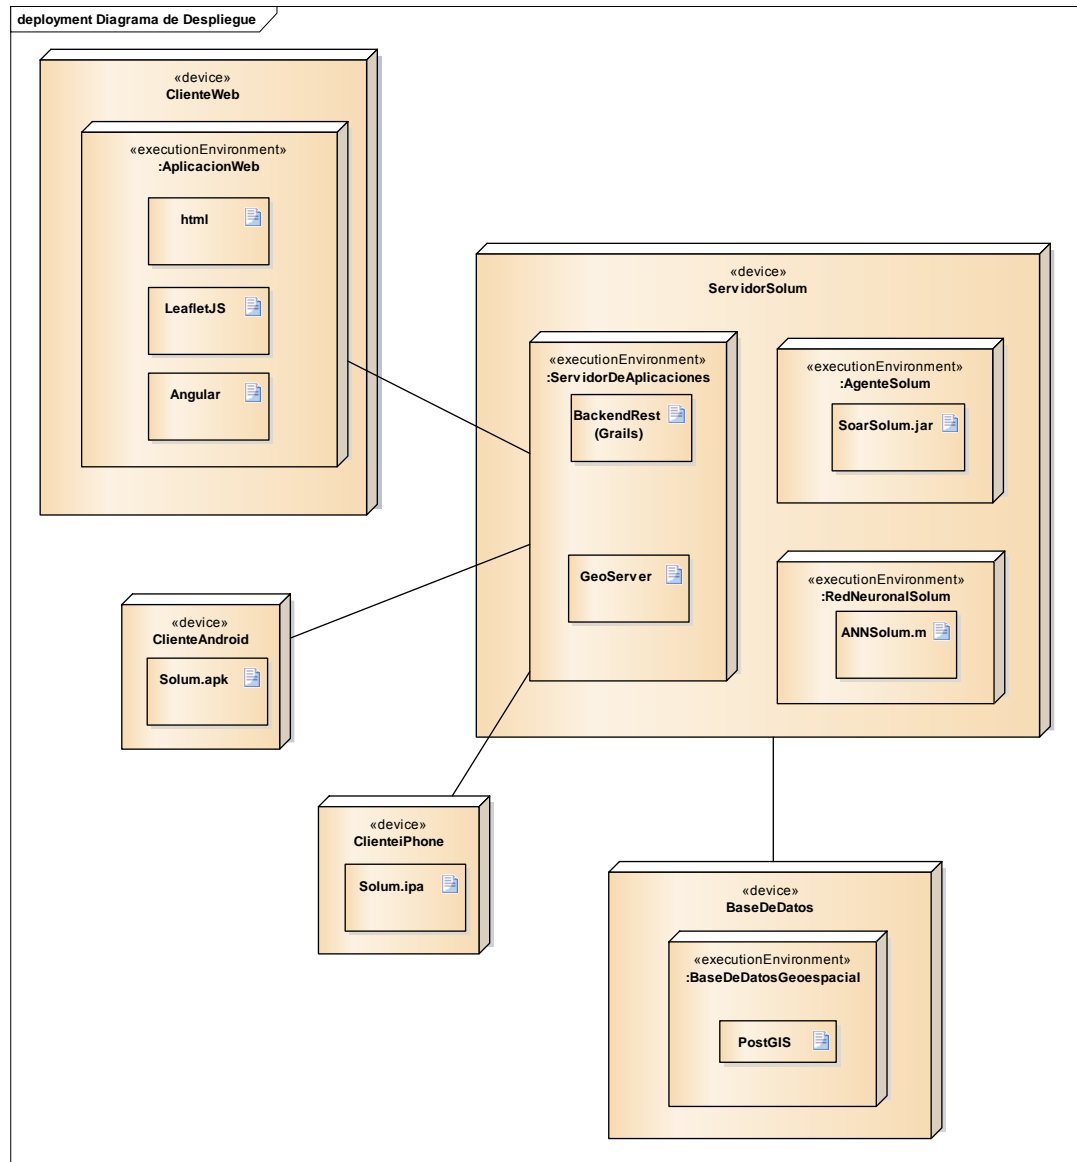 deployment Diagrama de Despliegue
«device»
ClienteWeb
«executionEnvironment»
:AplicacionWeb
html
LeafletJS
Angular
«device»
ServidorSolum
«executionEnvironment»
:ServidorDeAplicaciones
BackendRest
(Grails)
GeoServer
«executionEnvironment»
:AgenteSolum
SoarSolum.jar
«executionEnvironment»
:RedNeuronalSolum
ANNSolum.m
«device»
ClienteAndroid
Solum.apk
«device»
ClienteiPhone
Solum.ipa
«device»
BaseDeDatos
«executionEnvironment»
:BaseDeDatosGeoespacial
PostGIS